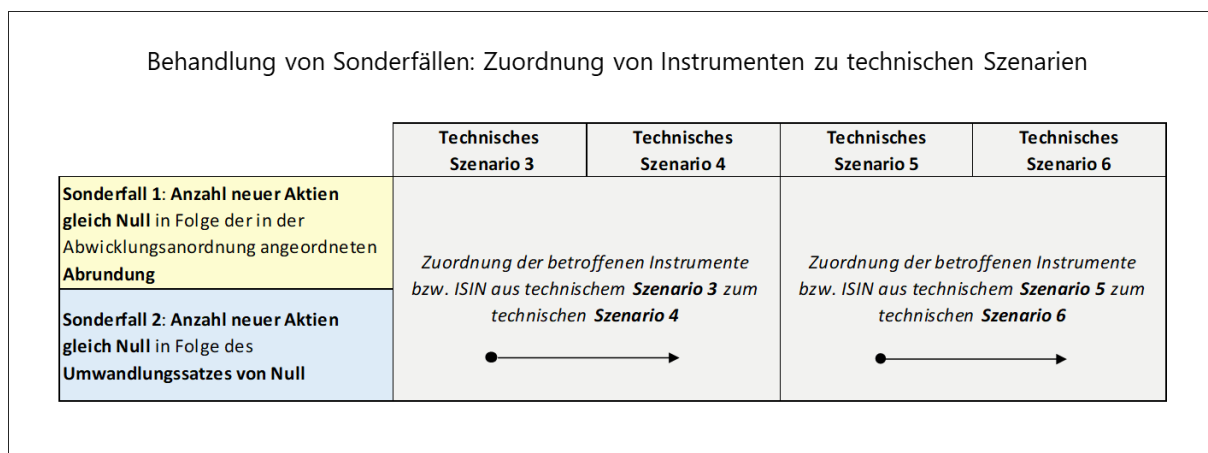 Behandlung von Sonderfällen: Zuordnung von Instrumenten zu technischen Szenarien
Technisches
Szenario 3
Technisches
Szenario 4
Technisches
Szenario 5
Technisches
Szenario 6
Sonderfall 1: Anzahl neuer Aktien
gleich Null in Folge der in der
Abwicklungsanordnung angeordneten
Abrundung
Sonderfall 2: Anzahl neuer Aktien
gleich Null in Folge des
Umwandlungssatzes von Null
Zuordnung der betroffenen Instrumente
bzw. ISIN aus technischem Szenario 3 zum
technischen Szenario 4
Zuordnung der betroffenen Instrumente
bzw. ISIN aus technischem Szenario 5 zum
technischen Szenario 6